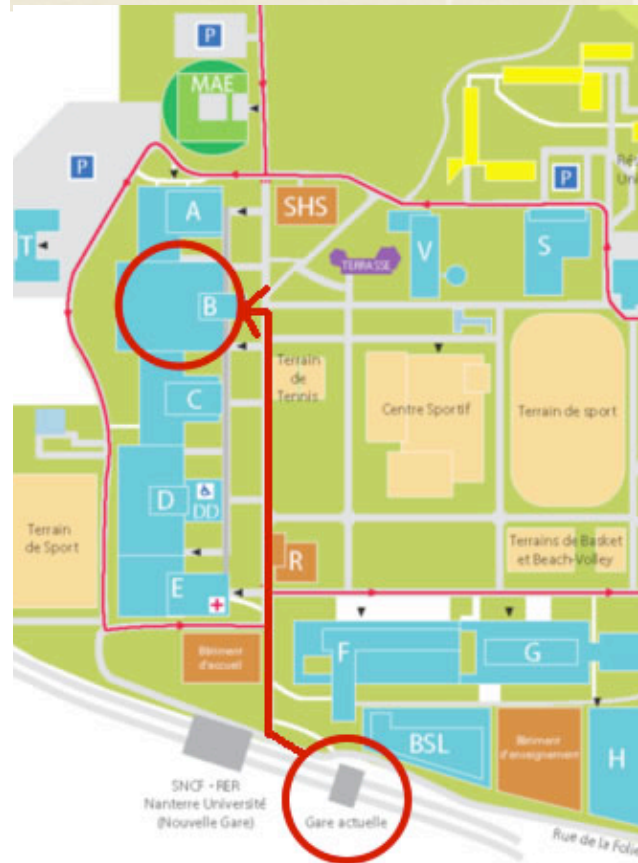 P
MAE
P
P
Rés
Uni
A
SHS
T
TERRASSE
V
S
B
Terrain
de
Tennis
Centre Sportif
Terrain de sport
C
D
DD
Terrain
de Sport
R
Terrains de Basket
et Beach-Volley
E
F
G
Bâtiment
d'accueil
BSL
Bâtiment
d'enseignement
H
SNCF - RER
Nanterre Université
(Nouvelle Gare)
Gare actuelle
Rue de la Folie